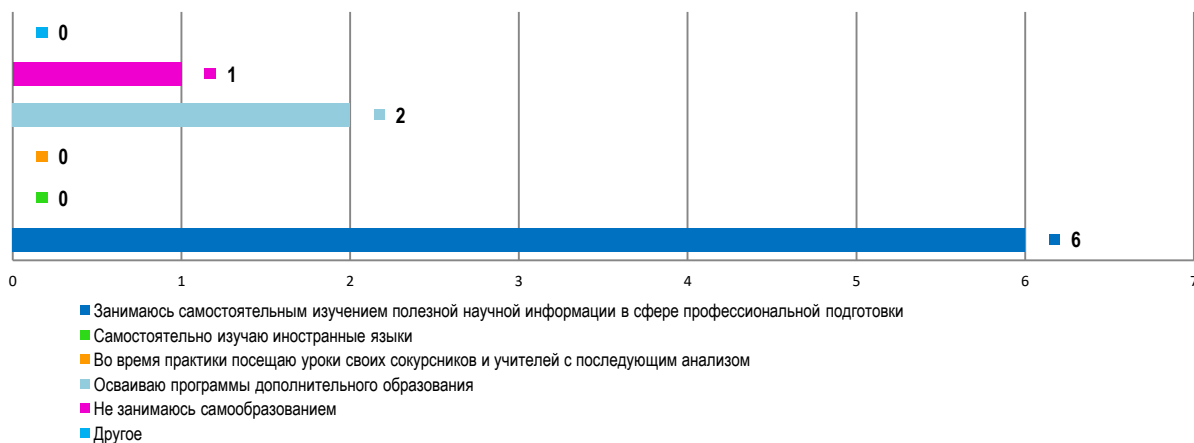 0
1
2
0
0
6
0 1 2 3 4 5 6 7
Занимаюсь самостоятельным изучением полезной научной информации в сфере профессиональной подготовки
Самостоятельно изучаю иностранные языки
Во время практики посещаю уроки своих сокурсников и учителей с последующим анализом
Осваиваю программы дополнительного образования
Не занимаюсь самообразованием
Другое